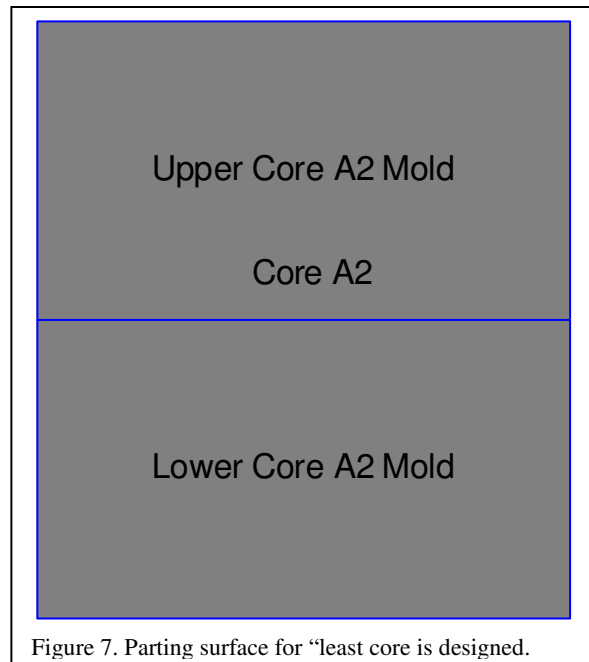 Upper Core A2 Mold
Core A2
Lower Core A2 Mold
Figure 7. Parting surface for “least core is designed.